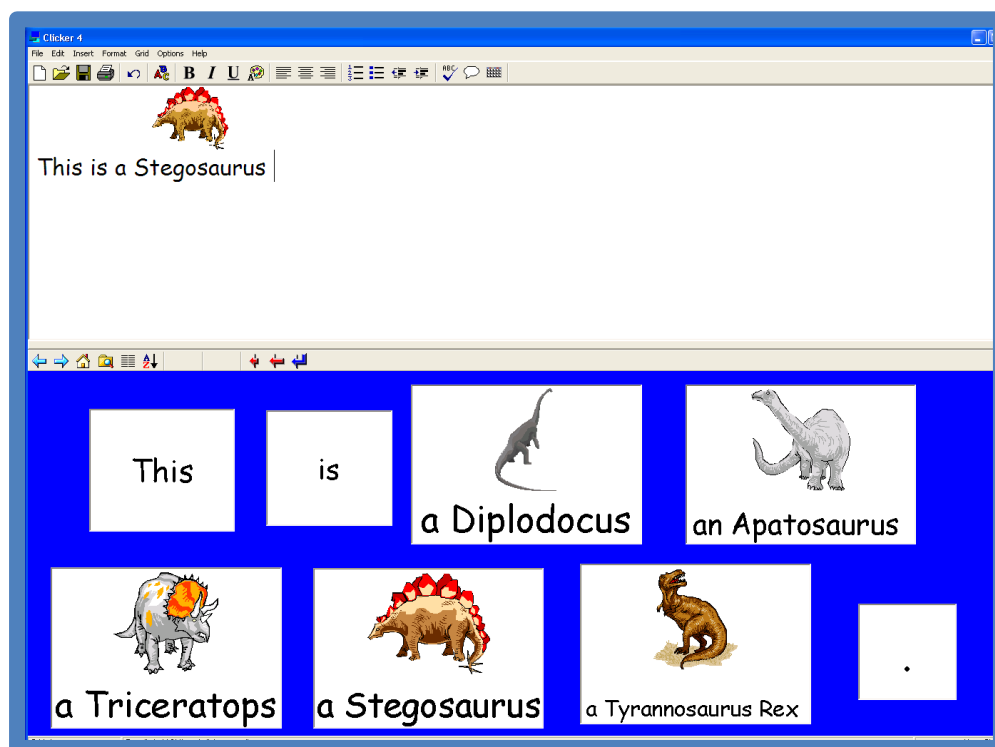 Clicker 4
File Edit Insert Format Grid Options Help
B I U ABC
This is a Stegosaurus
A Z
This
is
a Diplodocus
an Apatosaurus
a Triceratops
a Stegosaurus
a Tyrannosaurus Rex
.